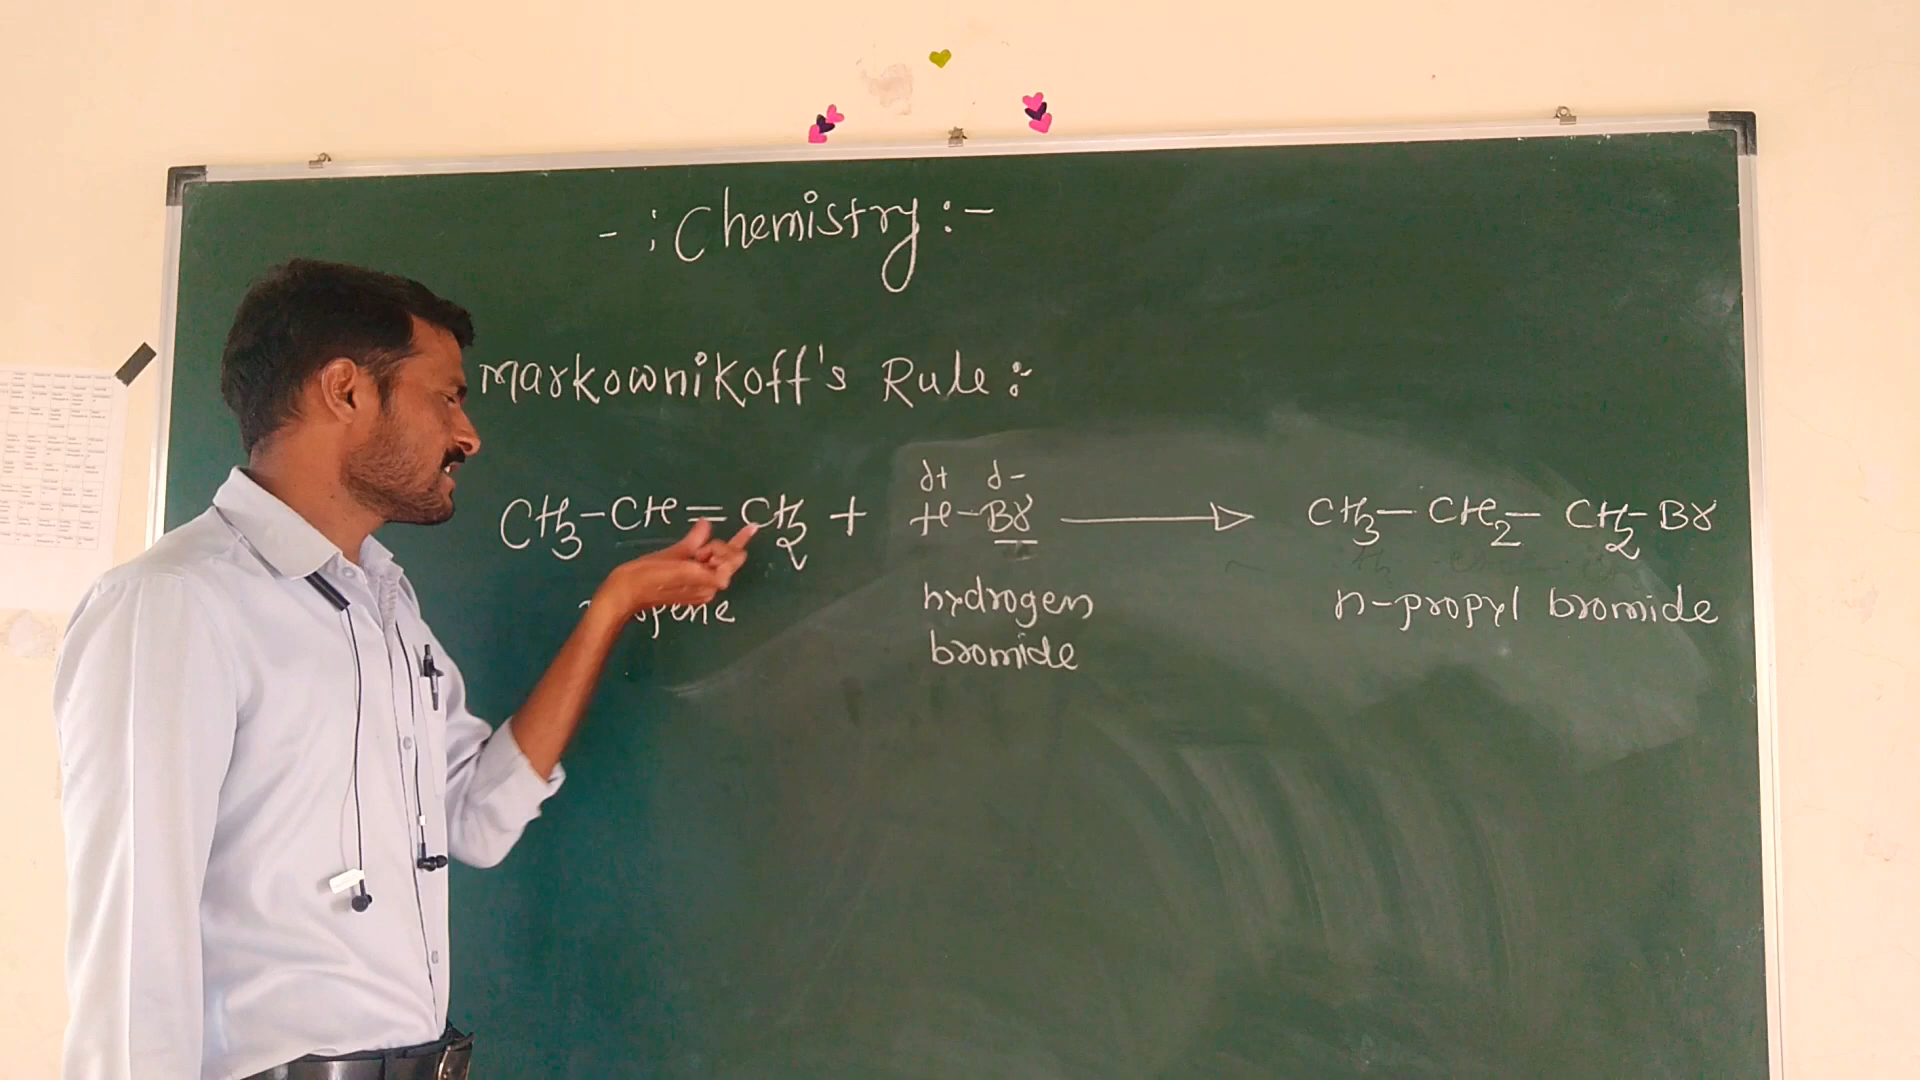 - : Chemistry : -
Markownikoff's Rule :-
δ+ δ-
CH3-CH=CH2 + H-Br → CH3-CH2-CH2-Br
hydrogen n-propyl bromide
bromide